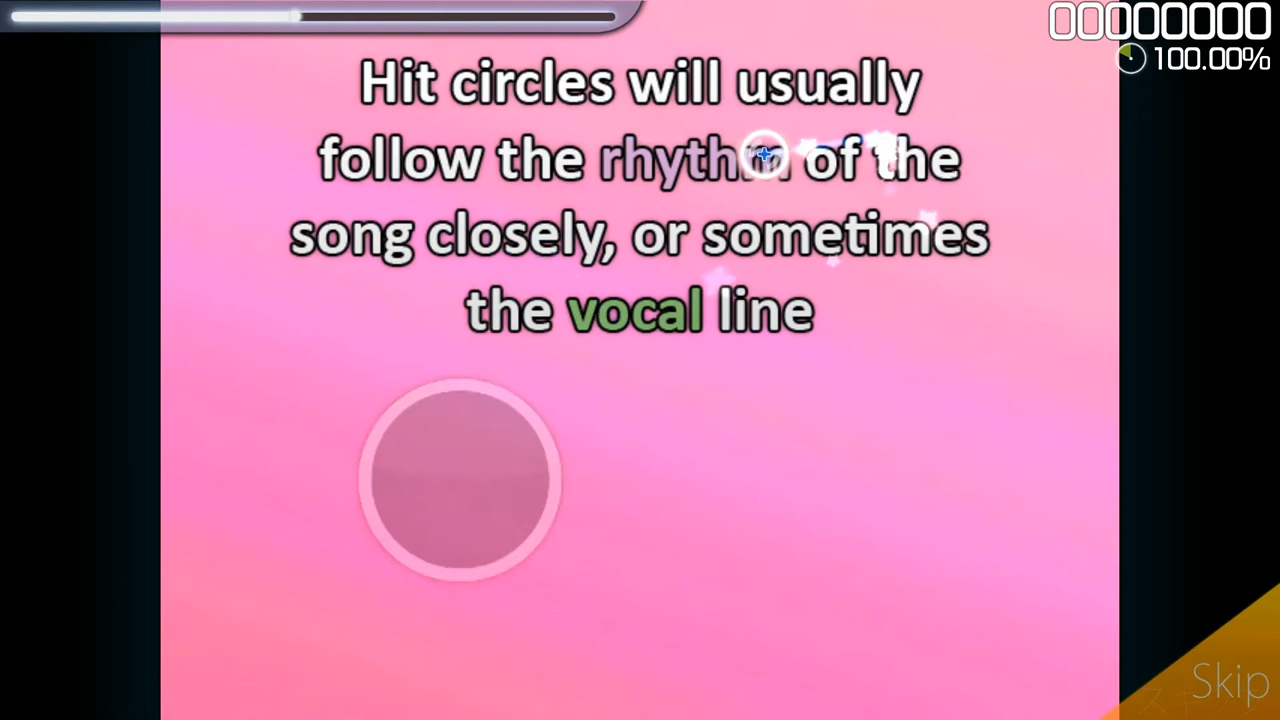 00000000
100.00%
Hit circles will usually
follow the rhythm of the
song closely, or sometimes
the vocal line
Skip